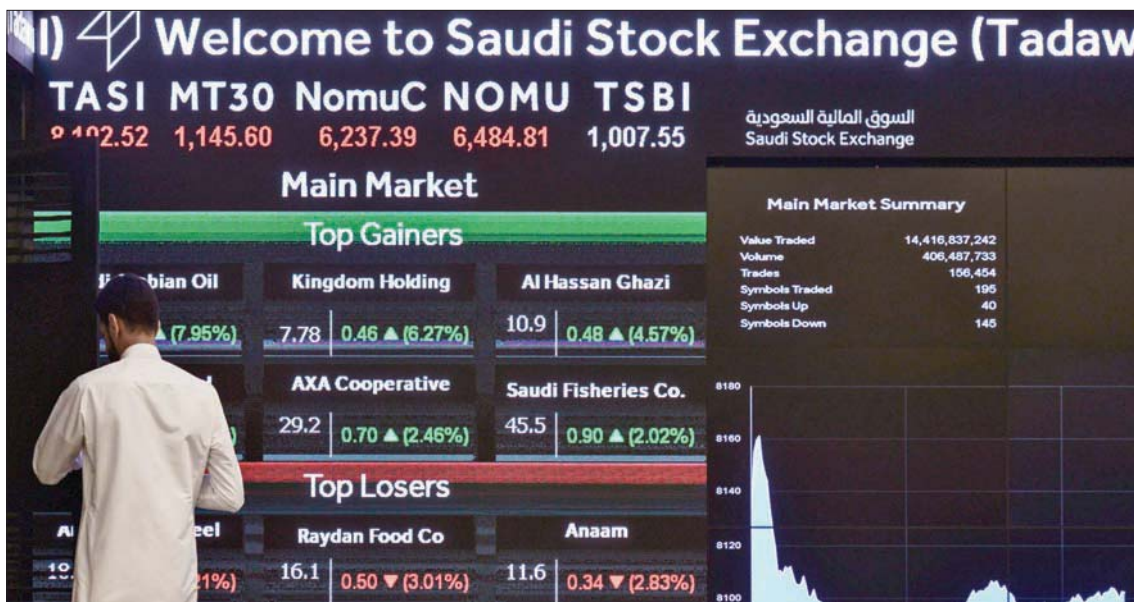 Welcome to Saudi Stock Exchange (Tadaw
TASI MT30 NomuC NOMU TSBI
1,145.60 6,237.39 6,484.81 1,007.55
السوق المالية السعودية
Saudi Stock Exchange
Main Market
Top Gainers
bian Oil Kingdom Holding Al Hassan Ghazi
(7.95%) 7.78 0.46 ▲ (6.27%) 10.9 0.48 ▲ (4.57%)
AXA Cooperative Saudi Fisheries Co.
29.2 0.70 ▲ (2.46%) 45.5 0.90 ▲ (2.02%)
Top Losers
eel Raydan Food Co Anaam
21%) 16.1 0.50 ▼ (3.01%) 11.6 0.34 ▼ (2.83%)
Main Market Summary
Value Traded 14,416,837,242
Volume 406,487,733
Trades 156,454
Symbols Traded 195
Symbols Up 40
Symbols Down 145
8180
8160
8140
8120
8100